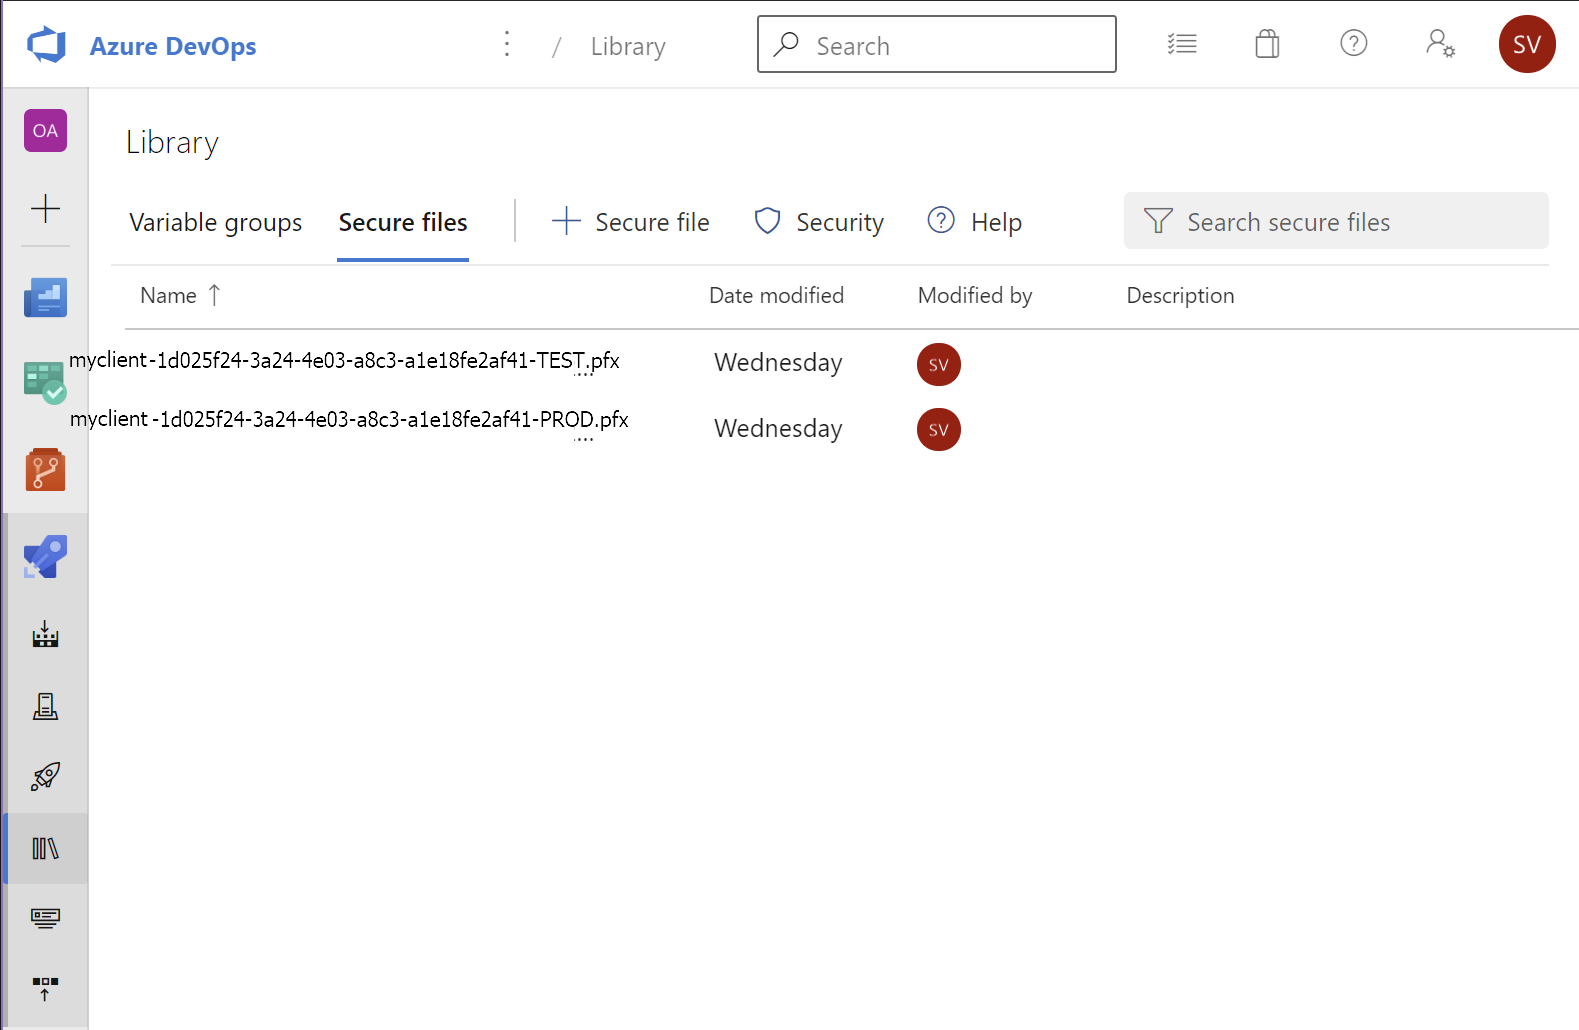 Azure DevOps
/ Library
Search
SV
OA
Library
Variable groups Secure files Secure file Security Help Search secure files
Name ↑ Date modified Modified by Description
myclient-1d025f24-3a24-4e03-a8c3-a1e18fe2af41-TEST.pfx ... Wednesday SV
myclient-1d025f24-3a24-4e03-a8c3-a1e18fe2af41-PROD.pfx ... Wednesday SV